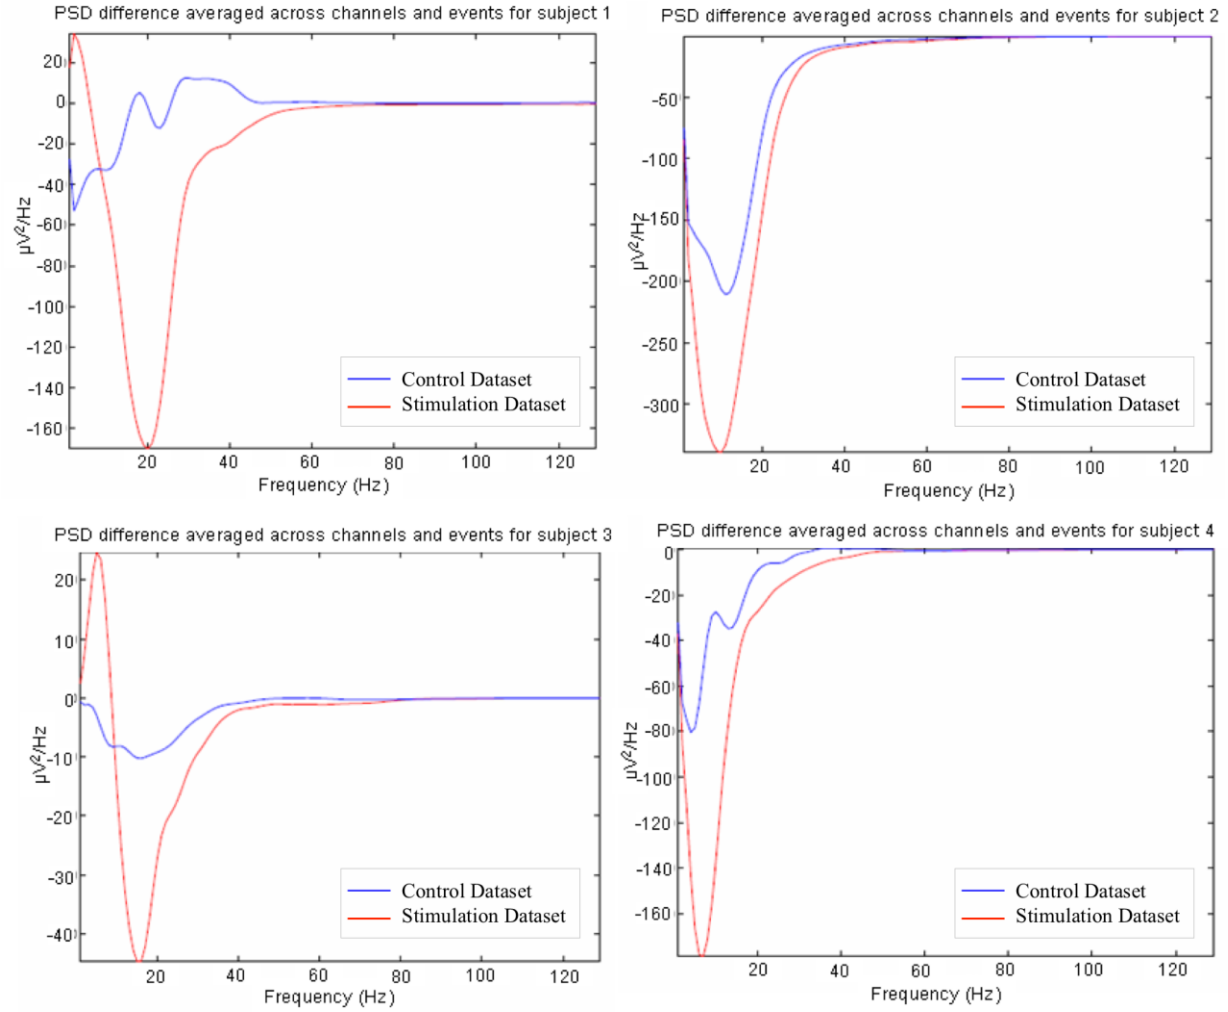 PSD difference averaged across channels and events for subject 1
20
0
-20
-40
-60
-80
-100
-120
-140
-160
µV²/Hz
Control Dataset
Stimulation Dataset
20 40 60 80 100 120
Frequency (Hz)
PSD difference averaged across channels and events for subject 2
-50
-100
-150
-200
-250
-300
µV²/Hz
Control Dataset
Stimulation Dataset
20 40 60 80 100 120
Frequency (Hz)
PSD difference averaged across channels and events for subject 3
20
10
0
-10
-20
-30
-40
µV²/Hz
Control Dataset
Stimulation Dataset
20 40 60 80 100 120
Frequency (Hz)
PSD difference averaged across channels and events for subject 4
0
-20
-40
-60
-80
-100
-120
-140
-160
µV²/Hz
Control Dataset
Stimulation Dataset
20 40 60 80 100 120
Frequency (Hz)